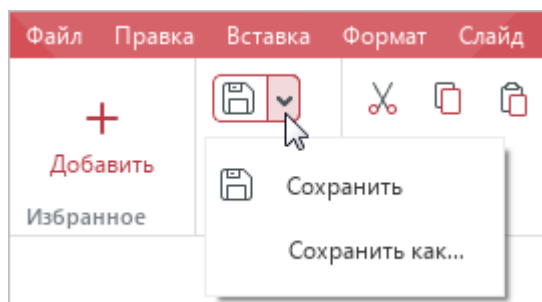 Файл Правка Вставка Формат Слайд
Добавить
Избранное
Сохранить
Сохранить как...